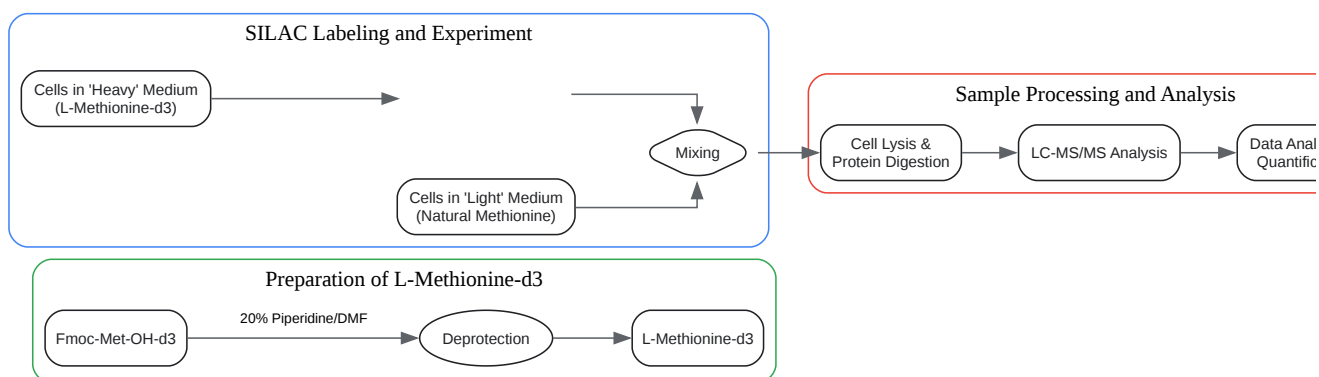 SILAC Labeling and Experiment
Cells in 'Heavy' Medium
(L-Methionine-d3)
Mixing
Cells in 'Light' Medium
(Natural Methionine)
Sample Processing and Analysis
Cell Lysis &
Protein Digestion
LC-MS/MS Analysis
Data Anal
Quantific
Preparation of L-Methionine-d3
Fmoc-Met-OH-d3
20% Piperidine/DMF
Deprotection
L-Methionine-d3